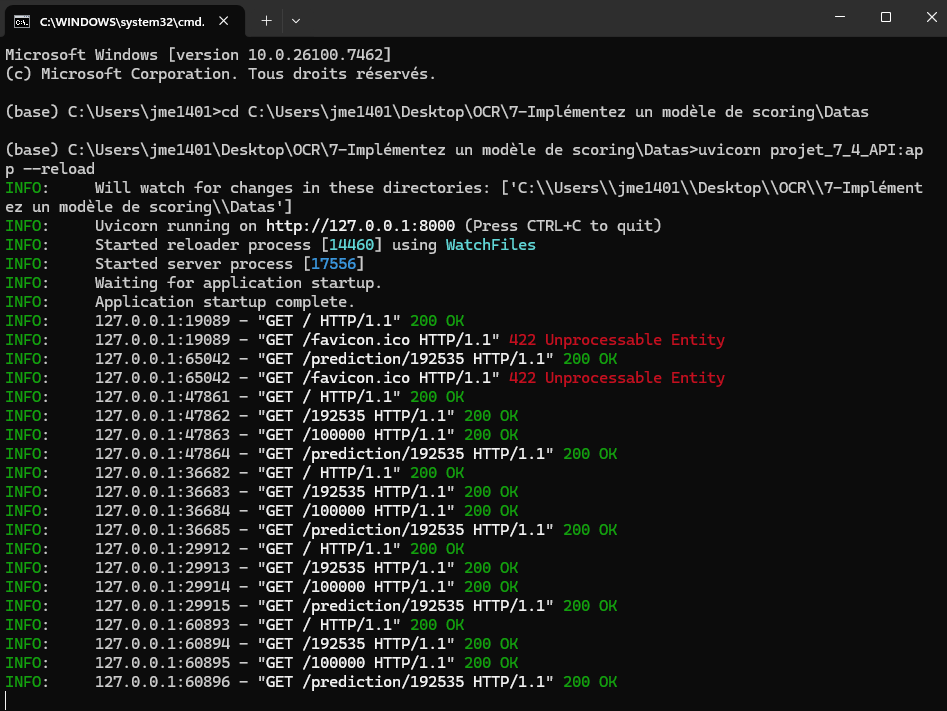 C:\WINDOWS\system32\cmd.
Microsoft Windows [version 10.0.26100.7462]
(c) Microsoft Corporation. Tous droits réservés.
(base) C:\Users\jme1401>cd C:\Users\jme1401\Desktop\OCR\7-Implémentez un modèle de scoring\Datas
(base) C:\Users\jme1401\Desktop\OCR\7-Implémentez un modèle de scoring\Datas>uvicorn projet_7_4_API:ap
p --reload
INFO:     Will watch for changes in these directories: ['C:\\Users\\jme1401\\Desktop\\OCR\\7-Implément
ez un modèle de scoring\\Datas']
INFO:     Uvicorn running on http://127.0.0.1:8000 (Press CTRL+C to quit)
INFO:     Started reloader process [14460] using WatchFiles
INFO:     Started server process [17556]
INFO:     Waiting for application startup.
INFO:     Application startup complete.
INFO:     127.0.0.1:19089 - "GET / HTTP/1.1" 200 OK
INFO:     127.0.0.1:19089 - "GET /favicon.ico HTTP/1.1" 422 Unprocessable Entity
INFO:     127.0.0.1:65042 - "GET /prediction/192535 HTTP/1.1" 200 OK
INFO:     127.0.0.1:65042 - "GET /favicon.ico HTTP/1.1" 422 Unprocessable Entity
INFO:     127.0.0.1:47861 - "GET / HTTP/1.1" 200 OK
INFO:     127.0.0.1:47862 - "GET /192535 HTTP/1.1" 200 OK
INFO:     127.0.0.1:47863 - "GET /100000 HTTP/1.1" 200 OK
INFO:     127.0.0.1:47864 - "GET /prediction/192535 HTTP/1.1" 200 OK
INFO:     127.0.0.1:36682 - "GET / HTTP/1.1" 200 OK
INFO:     127.0.0.1:36683 - "GET /192535 HTTP/1.1" 200 OK
INFO:     127.0.0.1:36684 - "GET /100000 HTTP/1.1" 200 OK
INFO:     127.0.0.1:36685 - "GET /prediction/192535 HTTP/1.1" 200 OK
INFO:     127.0.0.1:29912 - "GET / HTTP/1.1" 200 OK
INFO:     127.0.0.1:29913 - "GET /192535 HTTP/1.1" 200 OK
INFO:     127.0.0.1:29914 - "GET /100000 HTTP/1.1" 200 OK
INFO:     127.0.0.1:29915 - "GET /prediction/192535 HTTP/1.1" 200 OK
INFO:     127.0.0.1:60893 - "GET / HTTP/1.1" 200 OK
INFO:     127.0.0.1:60894 - "GET /192535 HTTP/1.1" 200 OK
INFO:     127.0.0.1:60895 - "GET /100000 HTTP/1.1" 200 OK
INFO:     127.0.0.1:60896 - "GET /prediction/192535 HTTP/1.1" 200 OK